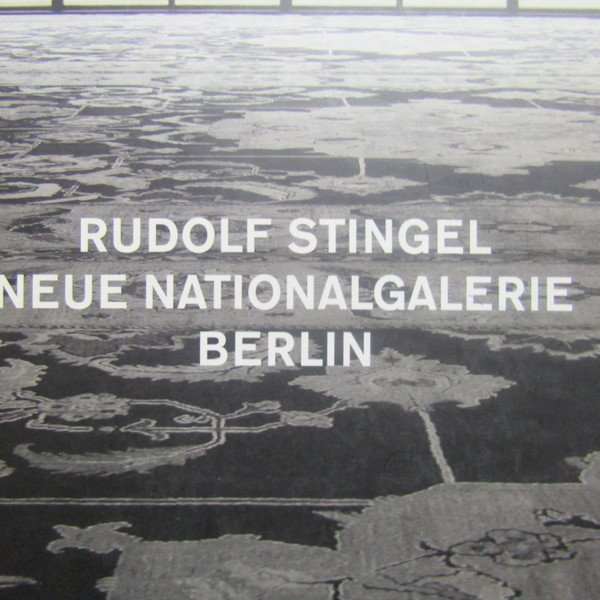 RUDOLF STINGEL
NEUE NATIONALGALERIE
BERLIN